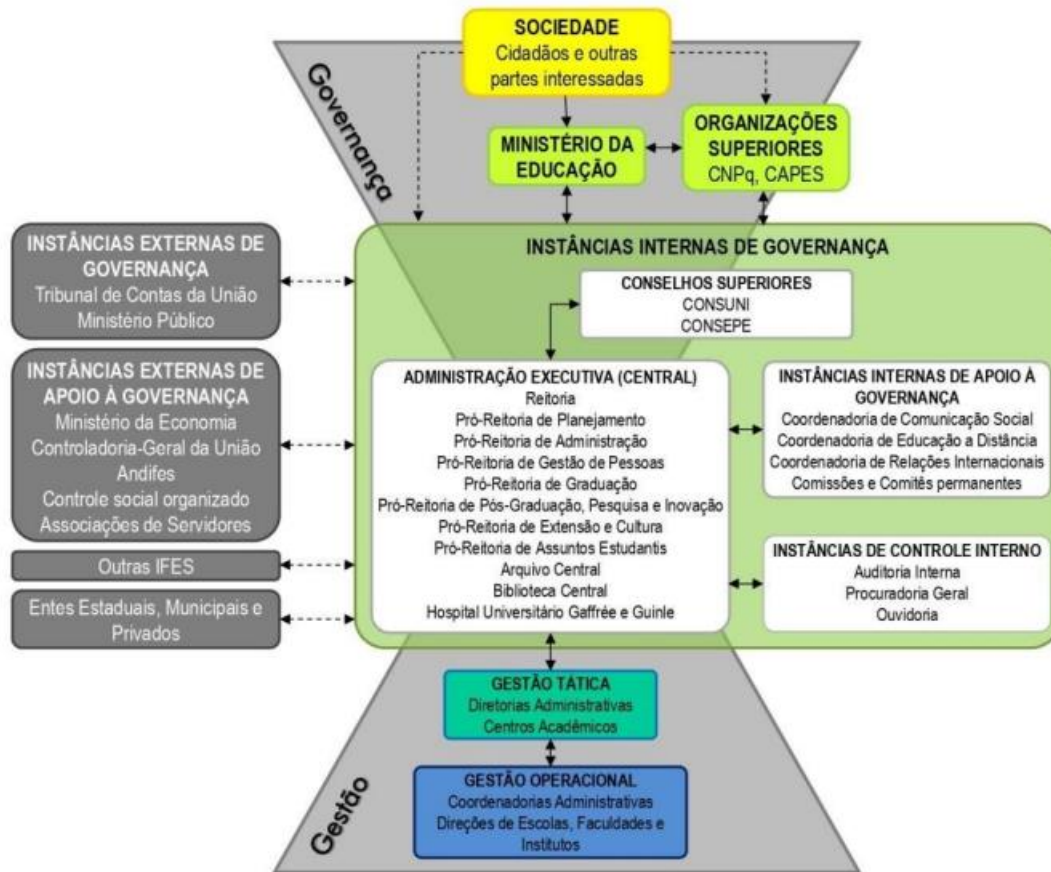 SOCIEDADE
Cidadãos e outras
partes interessadas
Governança
MINISTÉRIO DA
EDUCAÇÃO
ORGANIZAÇÕES
SUPERIORES
CNPq, CAPES
INSTÂNCIAS EXTERNAS DE
GOVERNANÇA
Tribunal de Contas da União
Ministério Público
INSTÂNCIAS EXTERNAS DE
APOIO À GOVERNANÇA
Ministério da Economia
Controladoria-Geral da União
Andifes
Controle social organizado
Associações de Servidores
Outras IFES
Entes Estaduais, Municipais e
Privados
INSTÂNCIAS INTERNAS DE GOVERNANÇA
CONSELHOS SUPERIORES
CONSUNI
CONSEPE
ADMINISTRAÇÃO EXECUTIVA (CENTRAL)
Reitoria
Pró-Reitoria de Planejamento
Pró-Reitoria de Administração
Pró-Reitoria de Gestão de Pessoas
Pró-Reitoria de Graduação
Pró-Reitoria de Pós-Graduação, Pesquisa e Inovação
Pró-Reitoria de Extensão e Cultura
Pró-Reitoria de Assuntos Estudantis
Arquivo Central
Biblioteca Central
Hospital Universitário Gaffrée e Guinle
INSTÂNCIAS INTERNAS DE APOIO À
GOVERNANÇA
Coordenadoria de Comunicação Social
Coordenadoria de Educação a Distância
Coordenadoria de Relações Internacionais
Comissões e Comitês permanentes
INSTÂNCIAS DE CONTROLE INTERNO
Auditoria Interna
Procuradoria Geral
Ouvidoria
GESTÃO TÁTICA
Diretorias Administrativas
Centros Acadêmicos
GESTÃO OPERACIONAL
Coordenadorias Administrativas
Direções de Escolas, Faculdades e
Institutos
Gestão